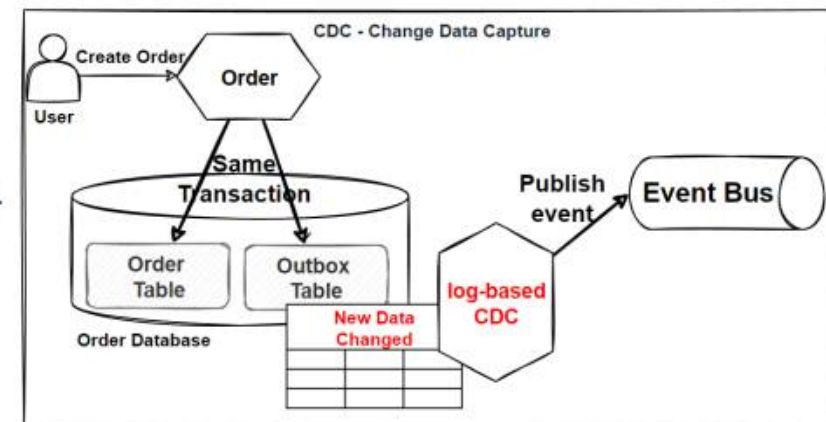 CDC - Change Data Capture
Create Order
Order
User
Same
Transaction
Publish
event
Event Bus
Order
Table
Outbox
Table
log-based
CDC
New Data
Changed
Order Database